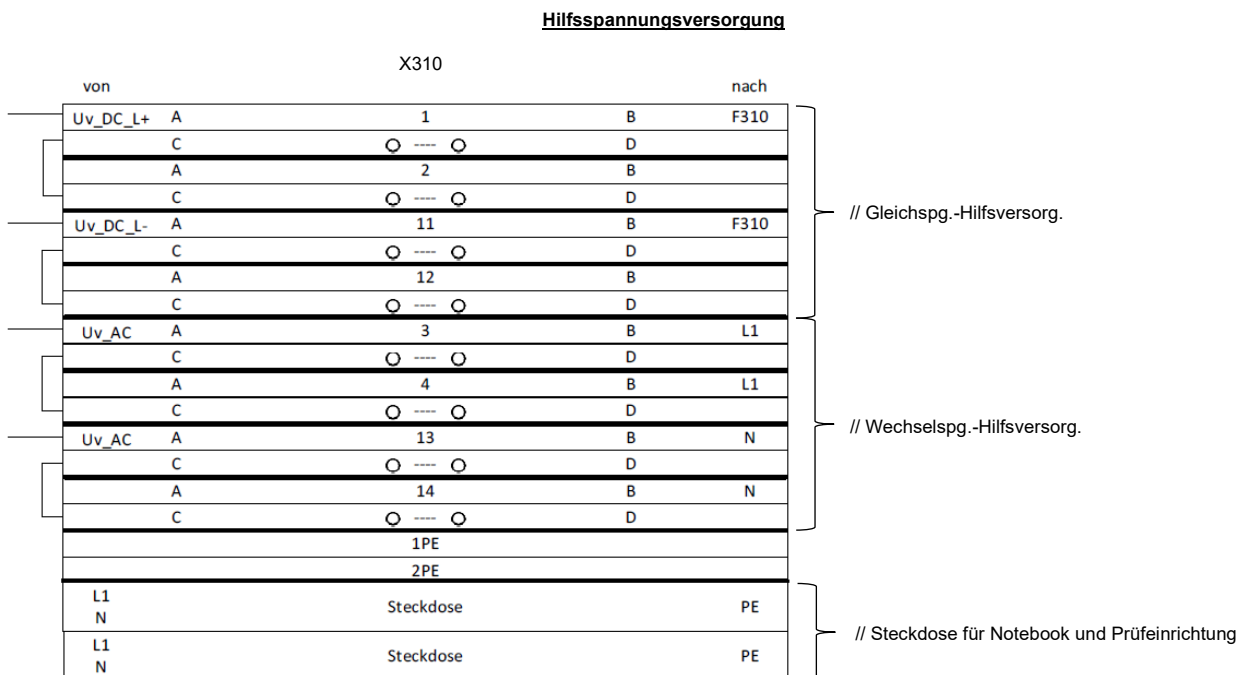 Hilfsspannungsversorgung
X310
von nach
Uv_DC_L+ A 1 B F310
C ---- D
A 2 B
C ---- D
Uv_DC_L- A 11 B F310
C ---- D
A 12 B
C ---- D
// Gleichspg.-Hilfsversorg.
Uv_AC A 3 B L1
C ---- D
A 4 B L1
C ---- D
Uv_AC A 13 B N
C ---- D
A 14 B N
C ---- D
// Wechselspg.-Hilfsversorg.
1PE
2PE
L1
N Steckdose PE
L1
N Steckdose PE
// Steckdose für Notebook und Prüfeinrichtung